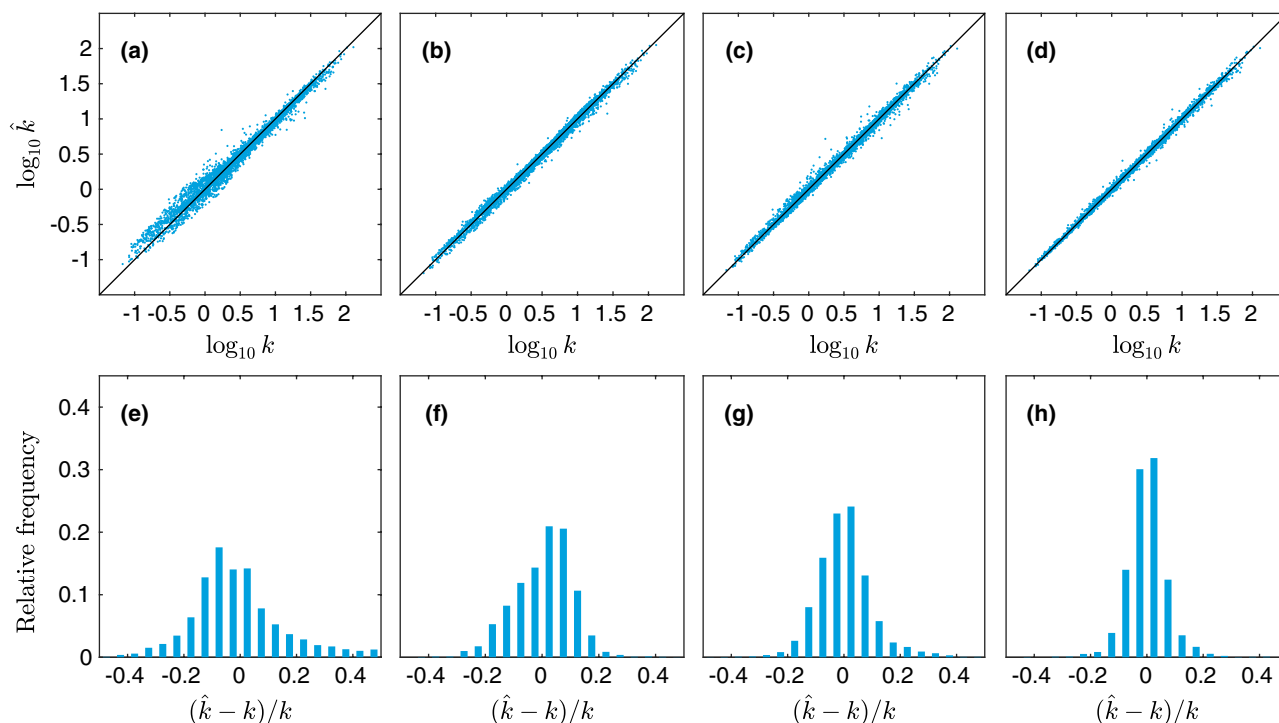 (a) (b) (c) (d)
2
1.5
1
0.5
0
-0.5
-1
log₁₀ k̂
-1 -0.5 0 0.5 1 1.5 2 -1 -0.5 0 0.5 1 1.5 2 -1 -0.5 0 0.5 1 1.5 2 -1 -0.5 0 0.5 1 1.5 2
log₁₀ k log₁₀ k log₁₀ k log₁₀ k
(e) (f) (g) (h)
0.4
0.3
0.2
0.1
0
Relative frequency
-0.4 -0.2 0 0.2 0.4 -0.4 -0.2 0 0.2 0.4 -0.4 -0.2 0 0.2 0.4 -0.4 -0.2 0 0.2 0.4
(k̂ − k)/k (k̂ − k)/k (k̂ − k)/k (k̂ − k)/k